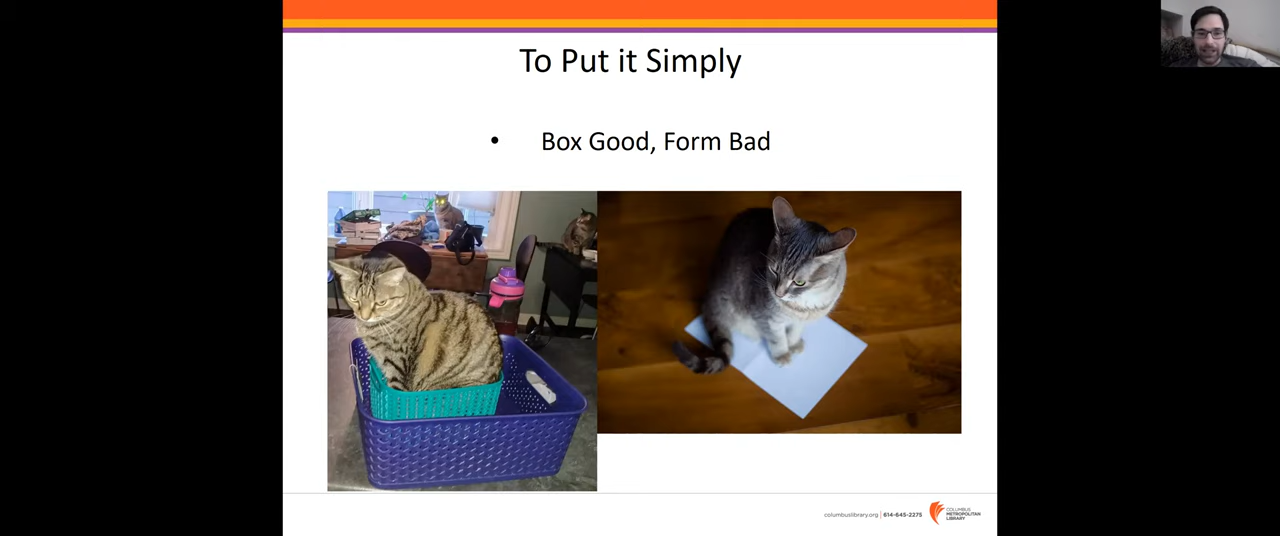 To Put it Simply
• Box Good, Form Bad
columbuslibrary.org | 614-645-2275
COLUMBUS
METROPOLITAN
LIBRARY